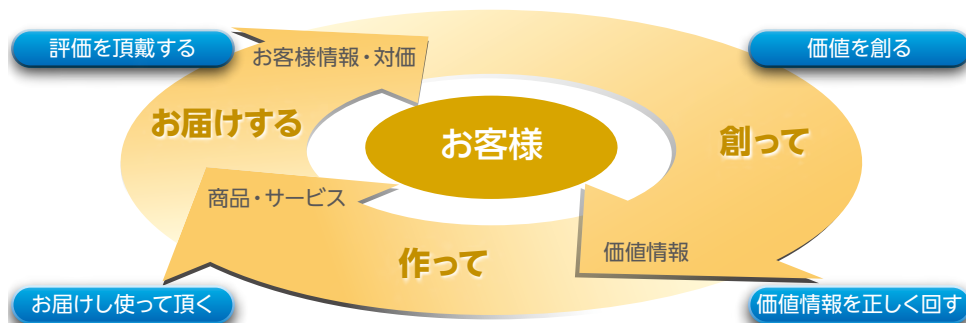 評価を頂戴する
価値を創る
お客様情報・対価
お届けする
お客様
創って
商品・サービス
作って
価値情報
お届けし使って頂く
価値情報を正しく回す